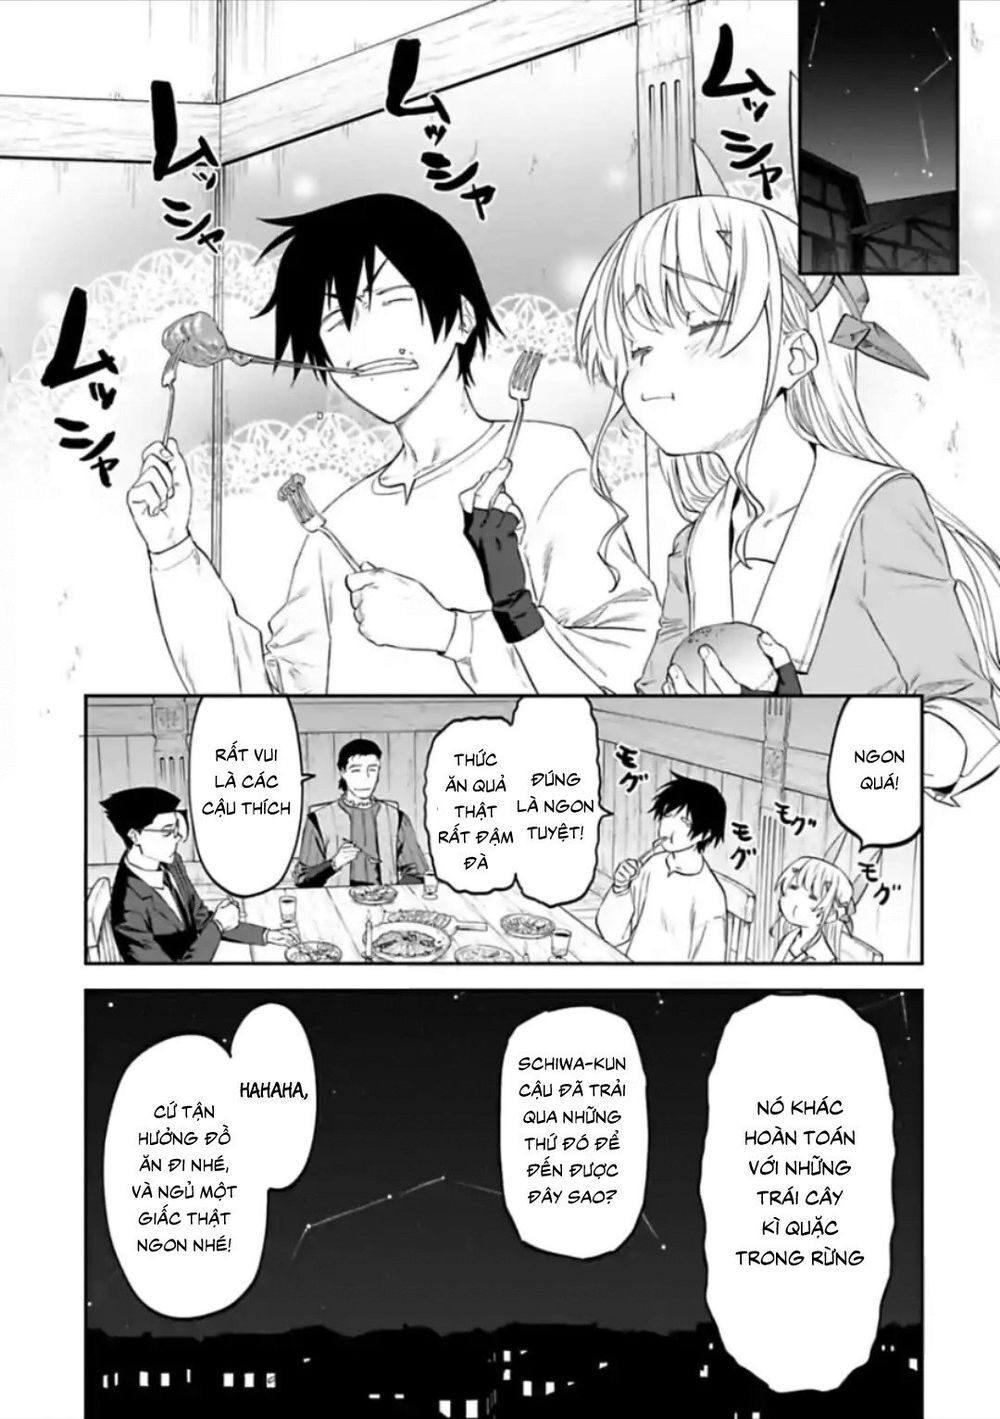 ムッシャ
ムッシャ
ムッシャ
ムッシャ
NGON
QUÁ!
モグ
モグ
モグ
モグ
ĐÚNG
LÀ NGON
TUYỆT!
THỨC
ĂN QUẢ
THẬT
RẤT ĐẬM
ĐÀ
RẤT VUI
LÀ CÁC
CẬU THÍCH
NÓ KHÁC
HOÀN TOÁN
VỚI NHỮNG
TRÁI CÂY
KÌ QUẶC
TRONG RỪNG
SCHIWA-KUN
CẬU ĐÃ TRẢI
QUA NHỮNG
THỨ ĐÓ ĐỂ
ĐẾN ĐƯỢC
ĐÂY SAO?
HAHAHA,
CỨ TẬN
HƯỞNG ĐỒ
ĂN ĐI NHÉ,
VÀ NGỦ MỘT
GIẤC THẬT
NGON NHÉ!